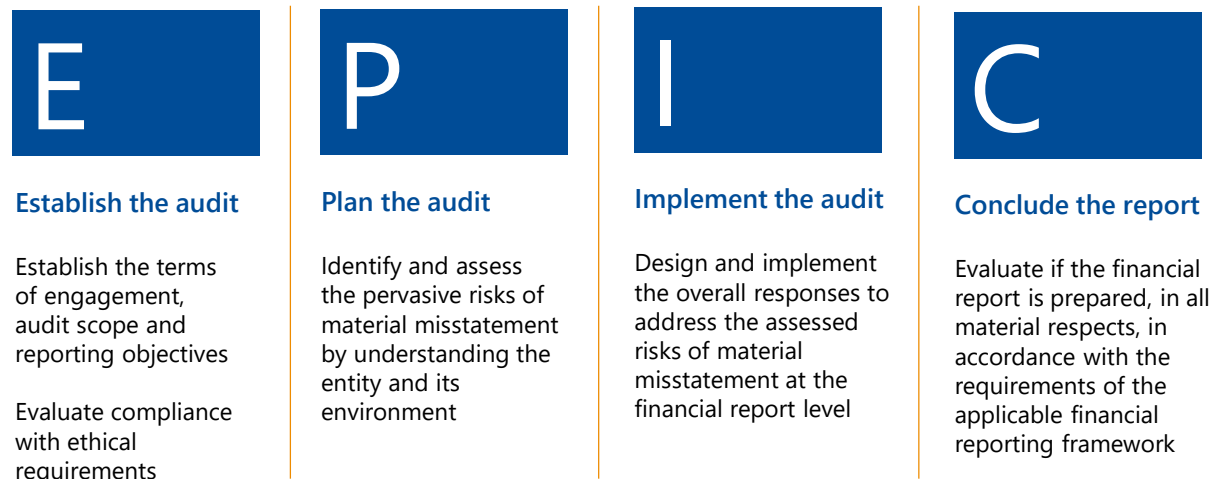 E
Establish the audit
Establish the terms
of engagement,
audit scope and
reporting objectives
Evaluate compliance
with ethical
requirements
P
Plan the audit
Identify and assess
the pervasive risks of
material misstatement
by understanding the
entity and its
environment
I
Implement the audit
Design and implement
the overall responses to
address the assessed
risks of material
misstatement at the
financial report level
C
Conclude the report
Evaluate if the financial
report is prepared, in all
material respects, in
accordance with the
requirements of the
applicable financial
reporting framework